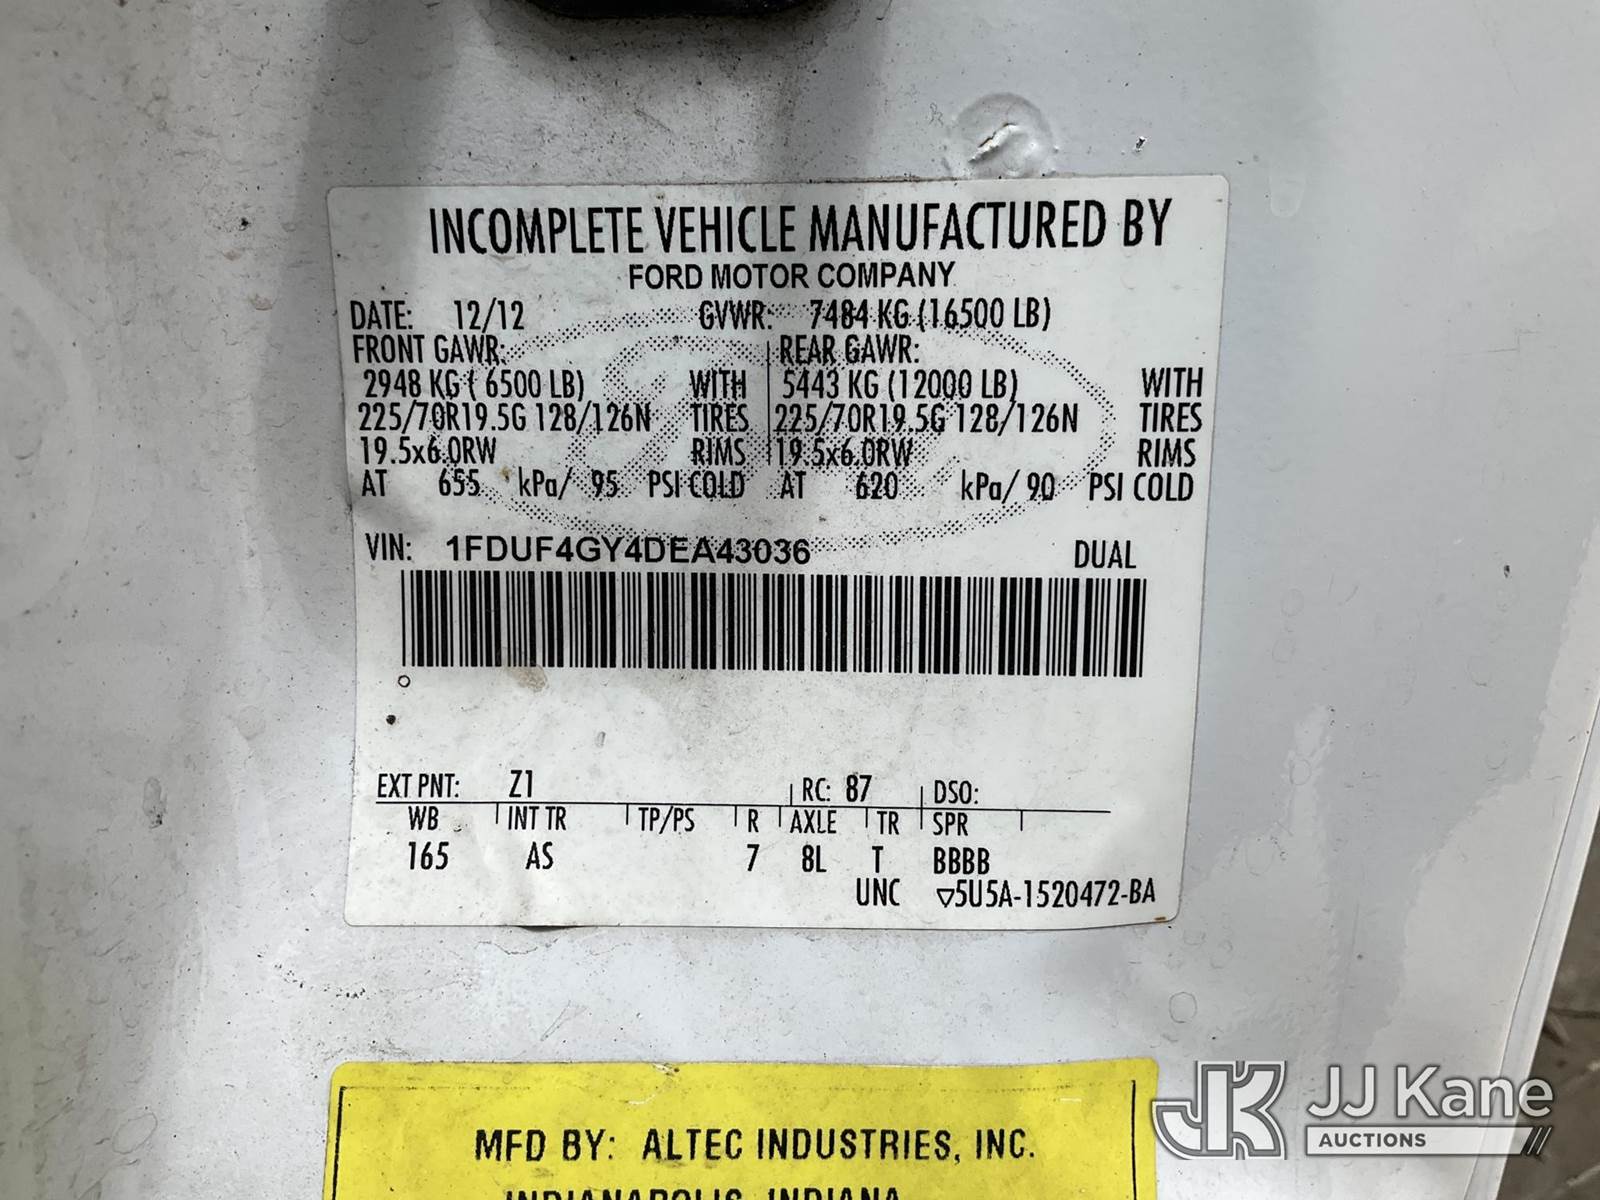 INCOMPLETE VEHICLE MANUFACTURED BY
FORD MOTOR COMPANY
DATE: 12/12 GVWR: 7484 KG (16500 LB)
FRONT GAWR: REAR GAWR:
2948 KG ( 6500 LB) WITH 5443 KG (12000 LB) WITH
225/70R19.5G 128/126N TIRES 225/70R19.5G 128/126N TIRES
19.5x6.0RW RIMS 19.5x6.0RW RIMS
AT 655 kPa/ 95 PSI COLD AT 620 kPa/ 90 PSI COLD
VIN: 1FDUF4GY4DEA43036 DUAL
EXT PNT: Z1 RC: 87 DSO:
WB INT TR TP/PS R AXLE TR SPR
165 AS 7 8L T BBBB
UNC ▽5U5A-1520472-BA
MFD BY: ALTEC INDUSTRIES, INC.
INDIANAPOLIS, INDIANA
JK JJ Kane
AUCTIONS